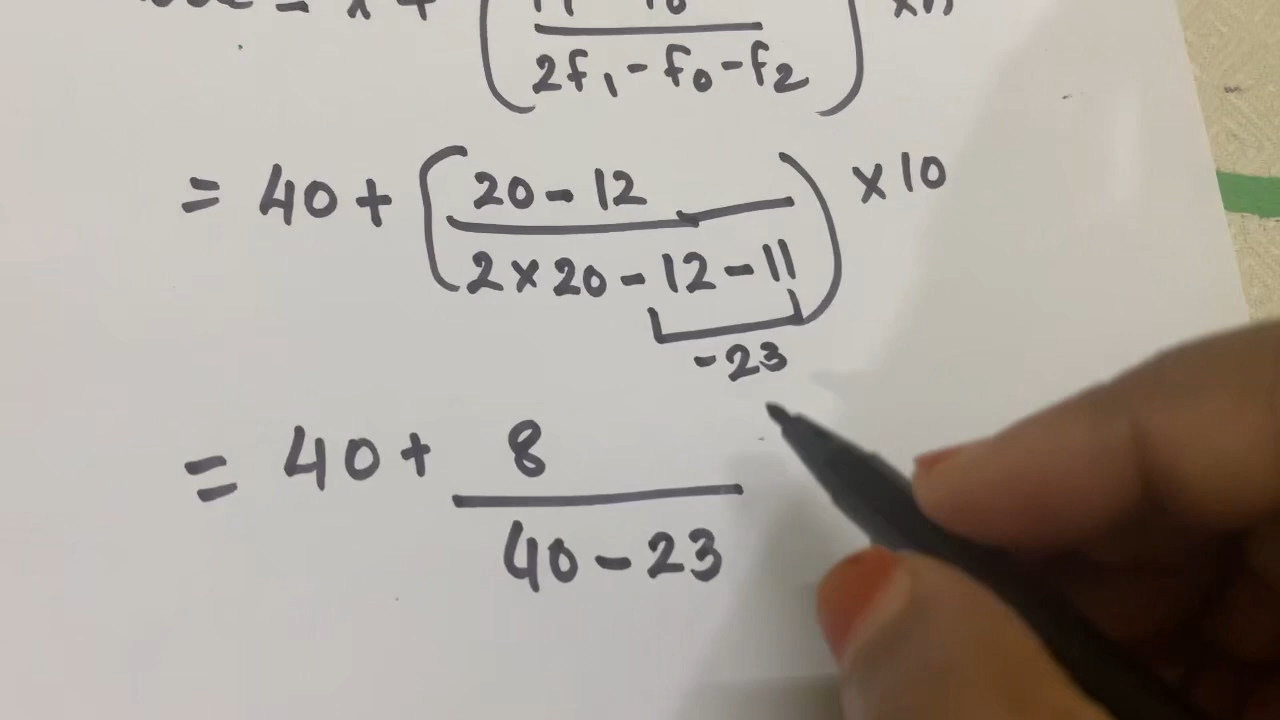 2f₁ - f₀ - f₂
= 40 + ( 20 - 12 / 2 × 20 - 12 - 11 ) × 10
-23
= 40 + 8 / 40 - 23